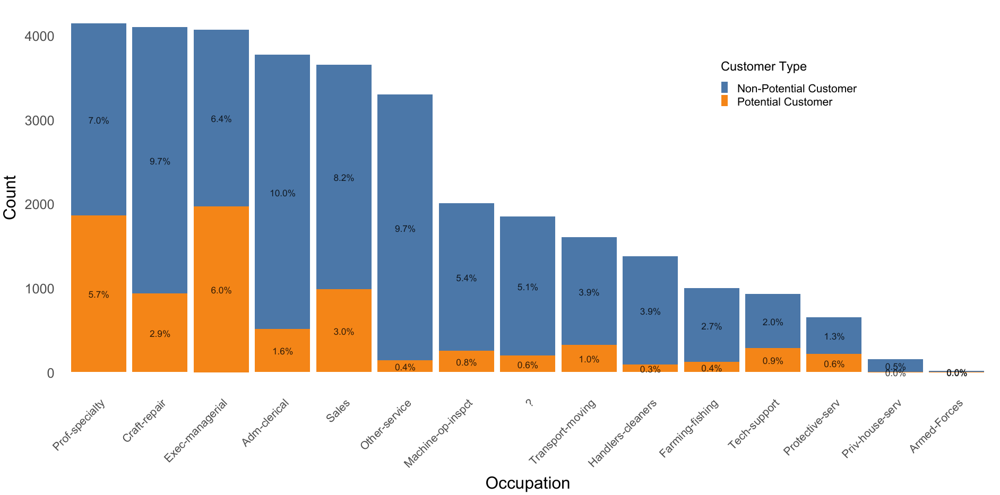 Customer Type
Non-Potential Customer
Potential Customer
Count
4000
3000
2000
1000
0
7.0%
5.7%
9.7%
2.9%
6.4%
6.0%
10.0%
1.6%
8.2%
3.0%
9.7%
0.4%
5.4%
0.8%
5.1%
0.6%
3.9%
1.0%
3.9%
0.3%
2.7%
0.4%
2.0%
0.9%
1.3%
0.6%
0.5%
0.0%
0.0%
Prof-specialty
Craft-repair
Exec-managerial
Adm-clerical
Sales
Other-service
Machine-op-inspct
?
Transport-moving
Handlers-cleaners
Farming-fishing
Tech-support
Protective-serv
Priv-house-serv
Armed-Forces
Occupation